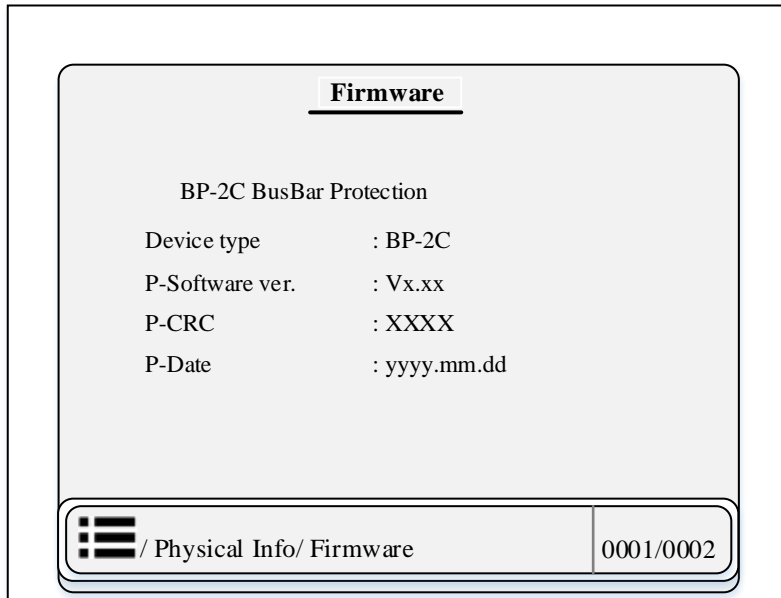 Firmware
BP-2C BusBar Protection
Device type : BP-2C
P-Software ver. : Vx.xx
P-CRC : XXXX
P-Date : yyyy.mm.dd
/ Physical Info/ Firmware 0001/0002